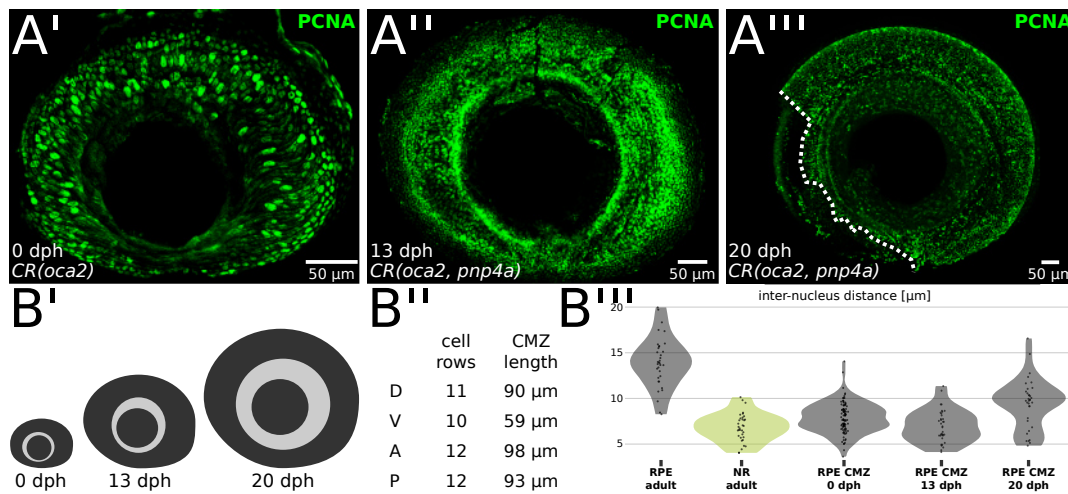 A'
PCNA
0 dph
CR(oca2)
50 µm
A''
PCNA
13 dph
CR(oca2, pnp4a)
50 µm
A'''
PCNA
20 dph
CR(oca2, pnp4a)
50 µm
B'
0 dph
13 dph
20 dph
B''
cell rows
CMZ length
D 11 90 µm
V 10 59 µm
A 12 98 µm
P 12 93 µm
B'''
inter-nucleus distance [µm]
20
15
10
5
RPE adult
NR adult
RPE CMZ 0 dph
RPE CMZ 13 dph
RPE CMZ 20 dph